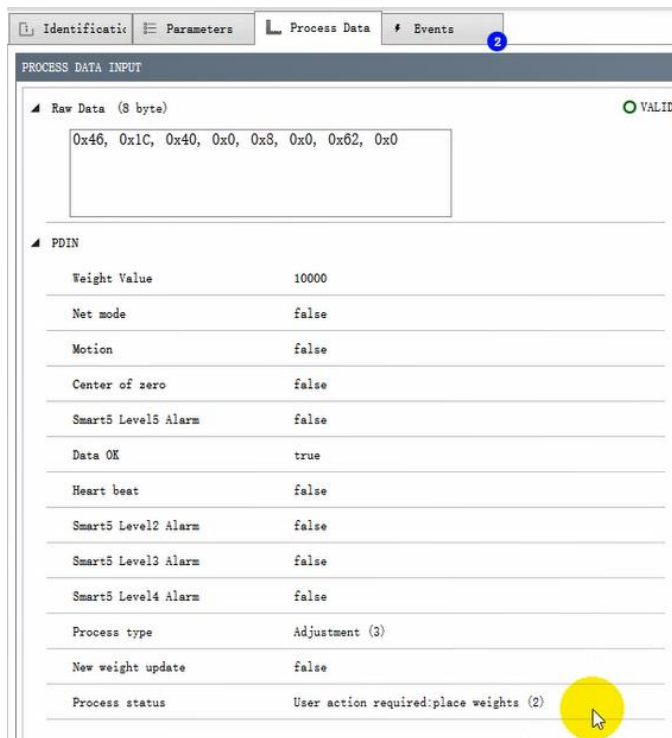 Identificatic Parameters Process Data Events 2
PROCESS DATA INPUT
Raw Data (8 byte) VALID
0x46, 0x1C, 0x40, 0x0, 0x8, 0x0, 0x62, 0x0
PDIN
Weight Value 10000
Net mode false
Motion false
Center of zero false
Smart5 Level5 Alarm false
Data OK true
Heart beat false
Smart5 Level2 Alarm false
Smart5 Level3 Alarm false
Smart5 Level4 Alarm false
Process type Adjustment (3)
New weight update false
Process status User action required:place weights (2)